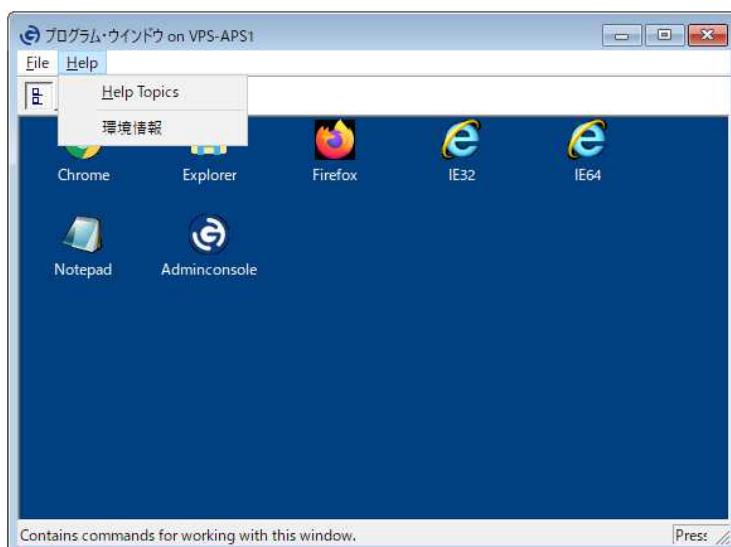 プログラム・ウインドウ on VPS-APS1
File Help
Help Topics
環境情報
Chrome Explorer Firefox IE32 IE64
Notepad Adminconsole
Contains commands for working with this window.
Press